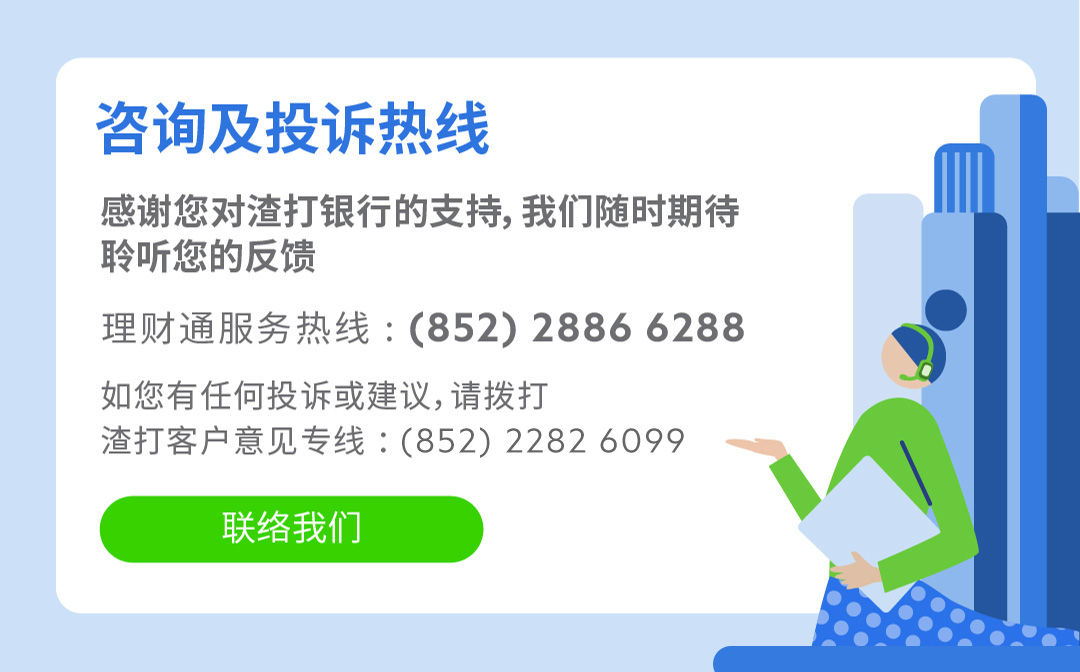 咨询及投诉热线
感谢您对渣打银行的支持, 我们随时期待
聆听您的反馈
理财通服务热线 : (852) 2886 6288
如您有任何投诉或建议, 请拨打
渣打客户意见专线 : (852) 2282 6099
联络我们